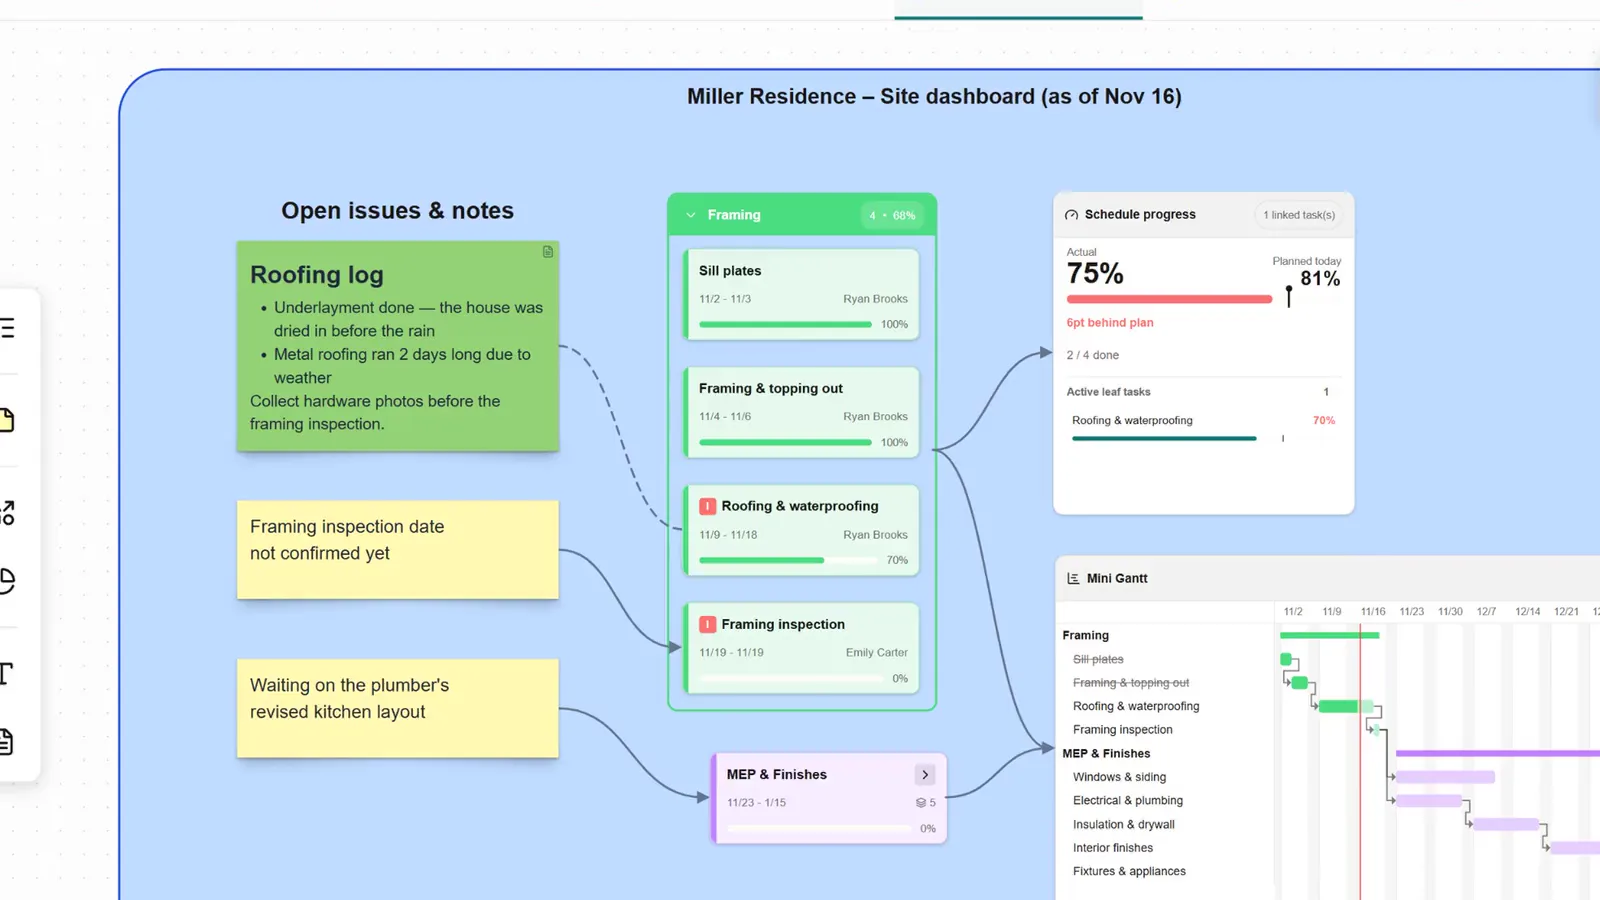 Miller Residence – Site dashboard (as of Nov 16)
Open issues & notes
Roofing log
• Underlayment done — the house was
dried in before the rain
• Metal roofing ran 2 days long due to
weather
Collect hardware photos before the
framing inspection.
Framing inspection date
not confirmed yet
Waiting on the plumber's
revised kitchen layout
Framing
4 • 68%
Sill plates
11/2 - 11/3
Ryan Brooks
100%
Framing & topping out
11/4 - 11/6
Ryan Brooks
100%
! Roofing & waterproofing
11/9 - 11/18
Ryan Brooks
70%
! Framing inspection
11/19 - 11/19
Emily Carter
0%
MEP & Finishes
11/23 - 1/15
5
0%
Schedule progress
1 linked task(s)
Actual
75%
Planned today
81%
6pt behind plan
2 / 4 done
Active leaf tasks
1
Roofing & waterproofing
70%
Mini Gantt
11/2 11/9 11/16 11/23 11/30 12/7 12/14 12/21
Framing
Sill plates
Framing & topping out
Roofing & waterproofing
Framing inspection
MEP & Finishes
Windows & siding
Electrical & plumbing
Insulation & drywall
Interior finishes
Fixtures & appliances